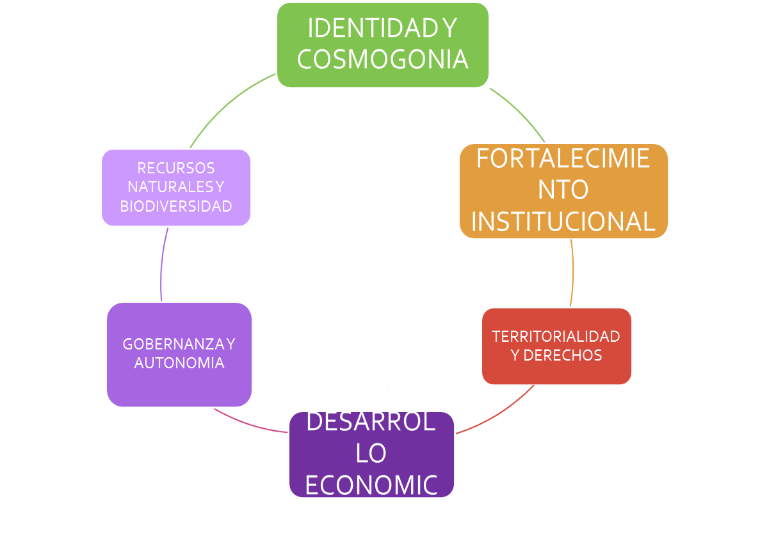 IDENTIDAD Y
COSMOGONIA
FORTALECIMIE
NTO
INSTITUCIONAL
TERRITORIALIDAD
Y DERECHOS
DESARROL
LO
ECONOMIC
GOBERNANZA Y
AUTONOMIA
RECURSOS
NATURALES Y
BIODIVERSIDAD